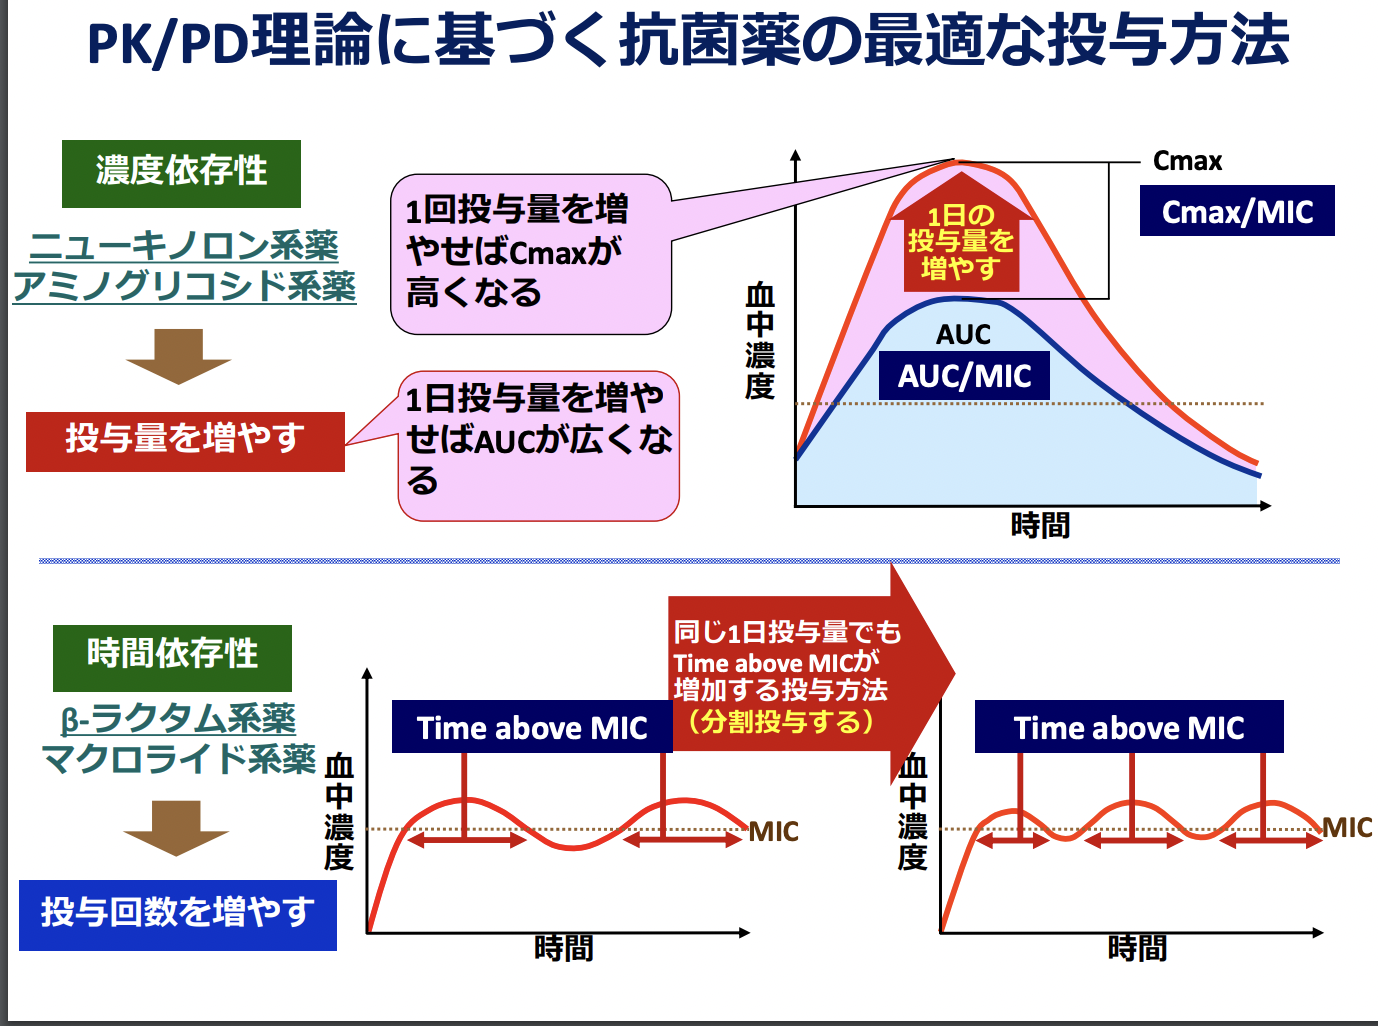 PK/PD理論に基づく抗菌薬の最適な投与方法
濃度依存性
ニューキノロン系薬
アミノグリコシド系薬
投与量を増やす
1回投与量を増
やせばCmaxが
高くなる
1日投与量を増や
せばAUCが広くな
る
血中濃度
Cmax
Cmax/MIC
1日の
投与量を
増やす
AUC
AUC/MIC
時間
時間依存性
β-ラクタム系薬
マクロライド系薬
投与回数を増やす
血中濃度
Time above MIC
MIC
時間
同じ1日投与量でも
Time above MICが
増加する投与方法
（分割投与する）
血中濃度
Time above MIC
MIC
時間